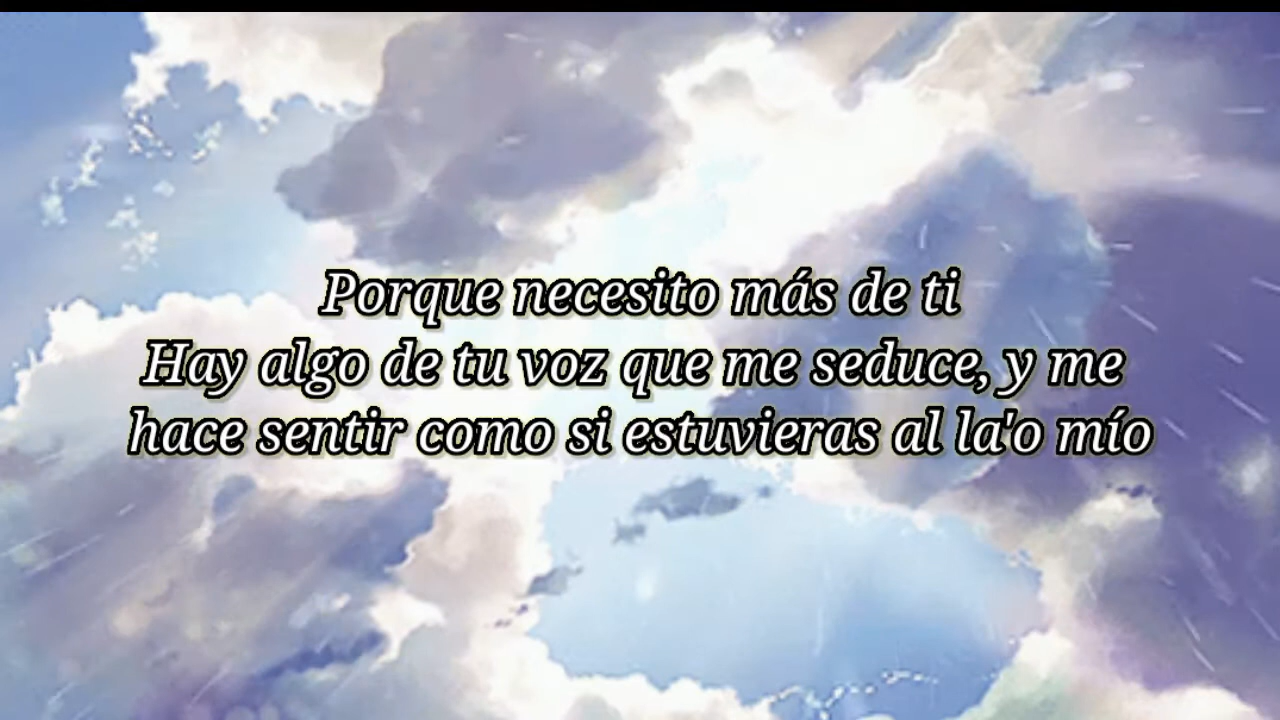 Porque necesito más de ti
Hay algo de tu voz que me seduce, y me
hace sentir como si estuvieras al la'o mío